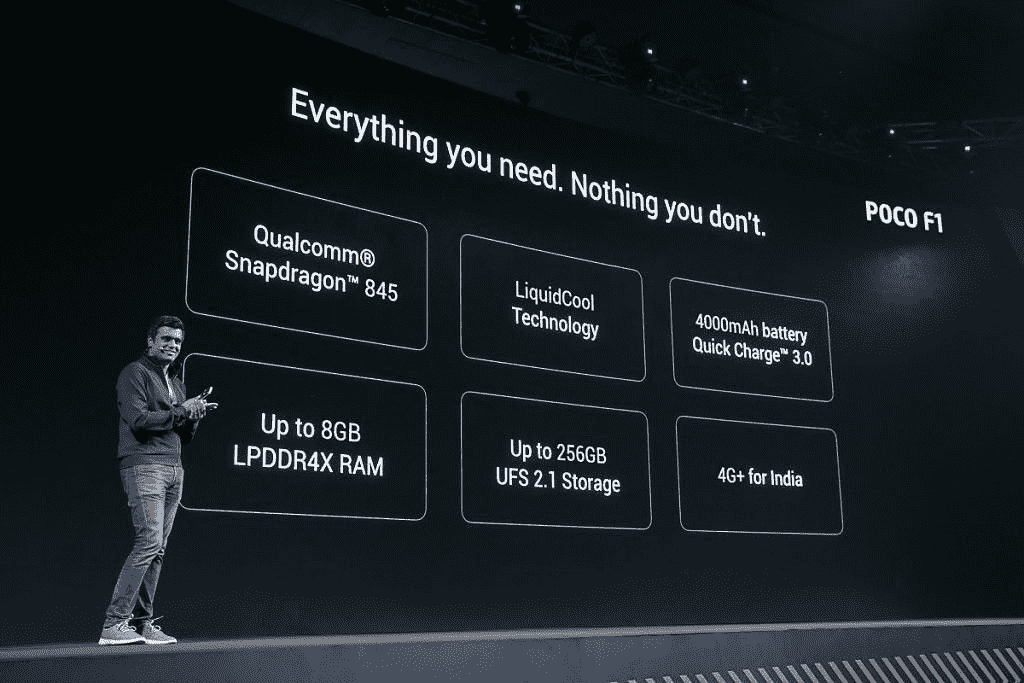 Everything you need. Nothing you don't.
POCO F1
Qualcomm®
Snapdragon™ 845
LiquidCool
Technology
4000mAh battery
Quick Charge™ 3.0
Up to 8GB
LPDDR4X RAM
Up to 256GB
UFS 2.1 Storage
4G+ for India